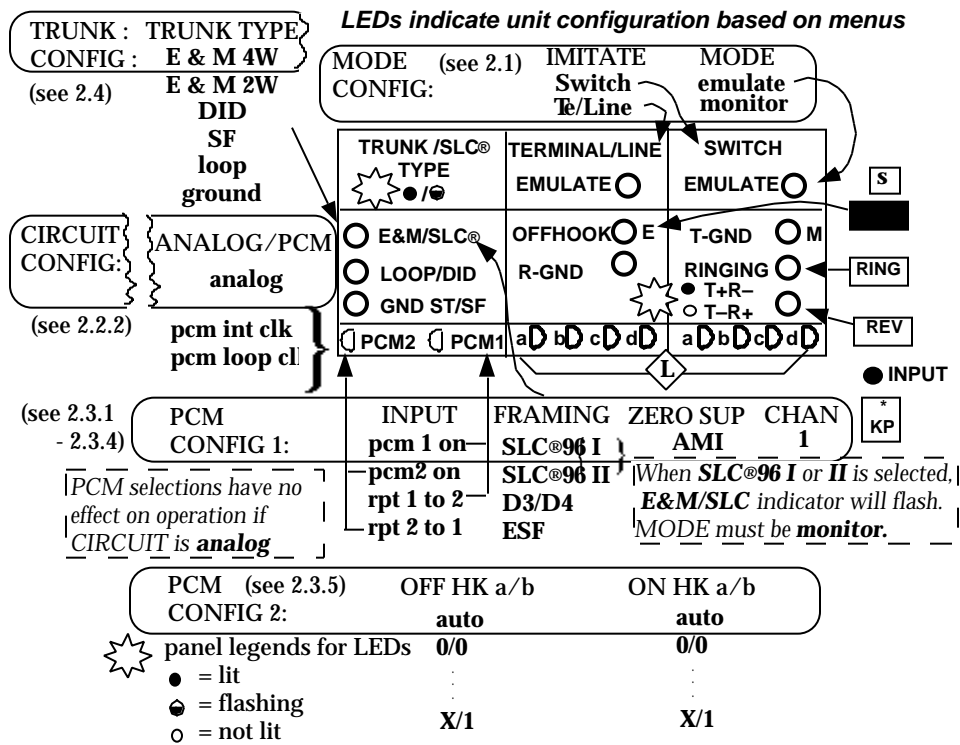 LEDs indicate unit configuration based on menus
TRUNK : TRUNK TYPE
CONFIG : E & M 4W
(see 2.4)
E & M 2W
DID
SF
loop
ground
MODE (see 2.1) IMITATE MODE
CONFIG: Switch emulate
Te/Line monitor
TRUNK /SLC®
TYPE
/
TERMINAL/LINE
EMULATE
SWITCH
EMULATE
S
CIRCUIT ANALOG/PCM
CONFIG: analog
(see 2.2.2)
pcm int clk
pcm loop cl
E&M/SLC®
LOOP/DID
GND ST/SF
OFFHOOK E
R-GND
T-GND M
RINGING
T+R–
T–R+
RING
REV
PCM2 PCM1 a b c d a b c d
L
INPUT
*
KP
(see 2.3.1
- 2.3.4)
PCM INPUT FRAMING ZERO SUP CHAN
CONFIG 1: pcm 1 on SLC®96 I AMI 1
pcm2 on SLC®96 II
rpt 1 to 2 D3/D4
rpt 2 to 1 ESF
PCM selections have no
effect on operation if
CIRCUIT is analog
When SLC®96 I or II is selected,
E&M/SLC indicator will flash.
MODE must be monitor.
PCM (see 2.3.5) OFF HK a/b ON HK a/b
CONFIG 2: auto auto
panel legends for LEDs 0/0 0/0
= lit
= flashing
X/1 X/1
= not lit